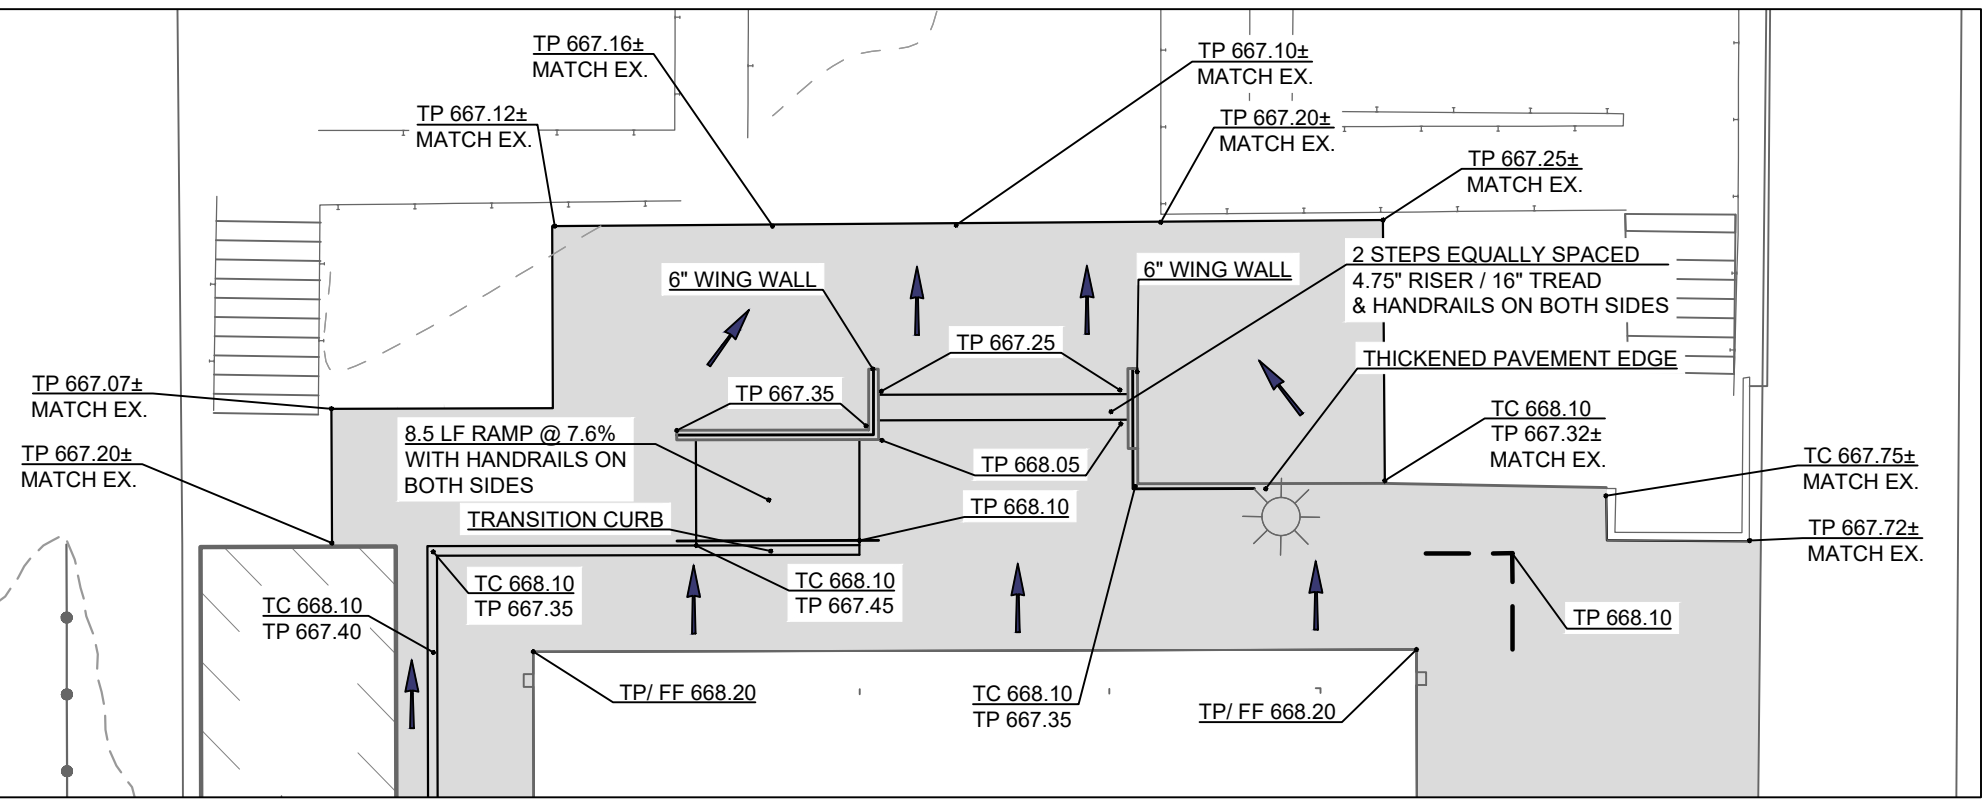 TP 667.16±
MATCH EX.
TP 667.10±
MATCH EX.
TP 667.12±
MATCH EX.
TP 667.20±
MATCH EX.
TP 667.25±
MATCH EX.
6" WING WALL
6" WING WALL
2 STEPS EQUALLY SPACED
4.75" RISER / 16" TREAD
& HANDRAILS ON BOTH SIDES
TP 667.25
THICKENED PAVEMENT EDGE
TP 667.07±
MATCH EX.
TP 667.35
TC 668.10
TP 667.32±
MATCH EX.
8.5 LF RAMP @ 7.6%
WITH HANDRAILS ON
BOTH SIDES
TP 667.20±
MATCH EX.
TP 668.05
TC 667.75±
MATCH EX.
TRANSITION CURB
TP 668.10
TP 667.72±
MATCH EX.
TC 668.10
TP 667.35
TC 668.10
TP 667.45
TC 668.10
TP 667.40
TP 668.10
TP/ FF 668.20
TC 668.10
TP 667.35
TP/ FF 668.20